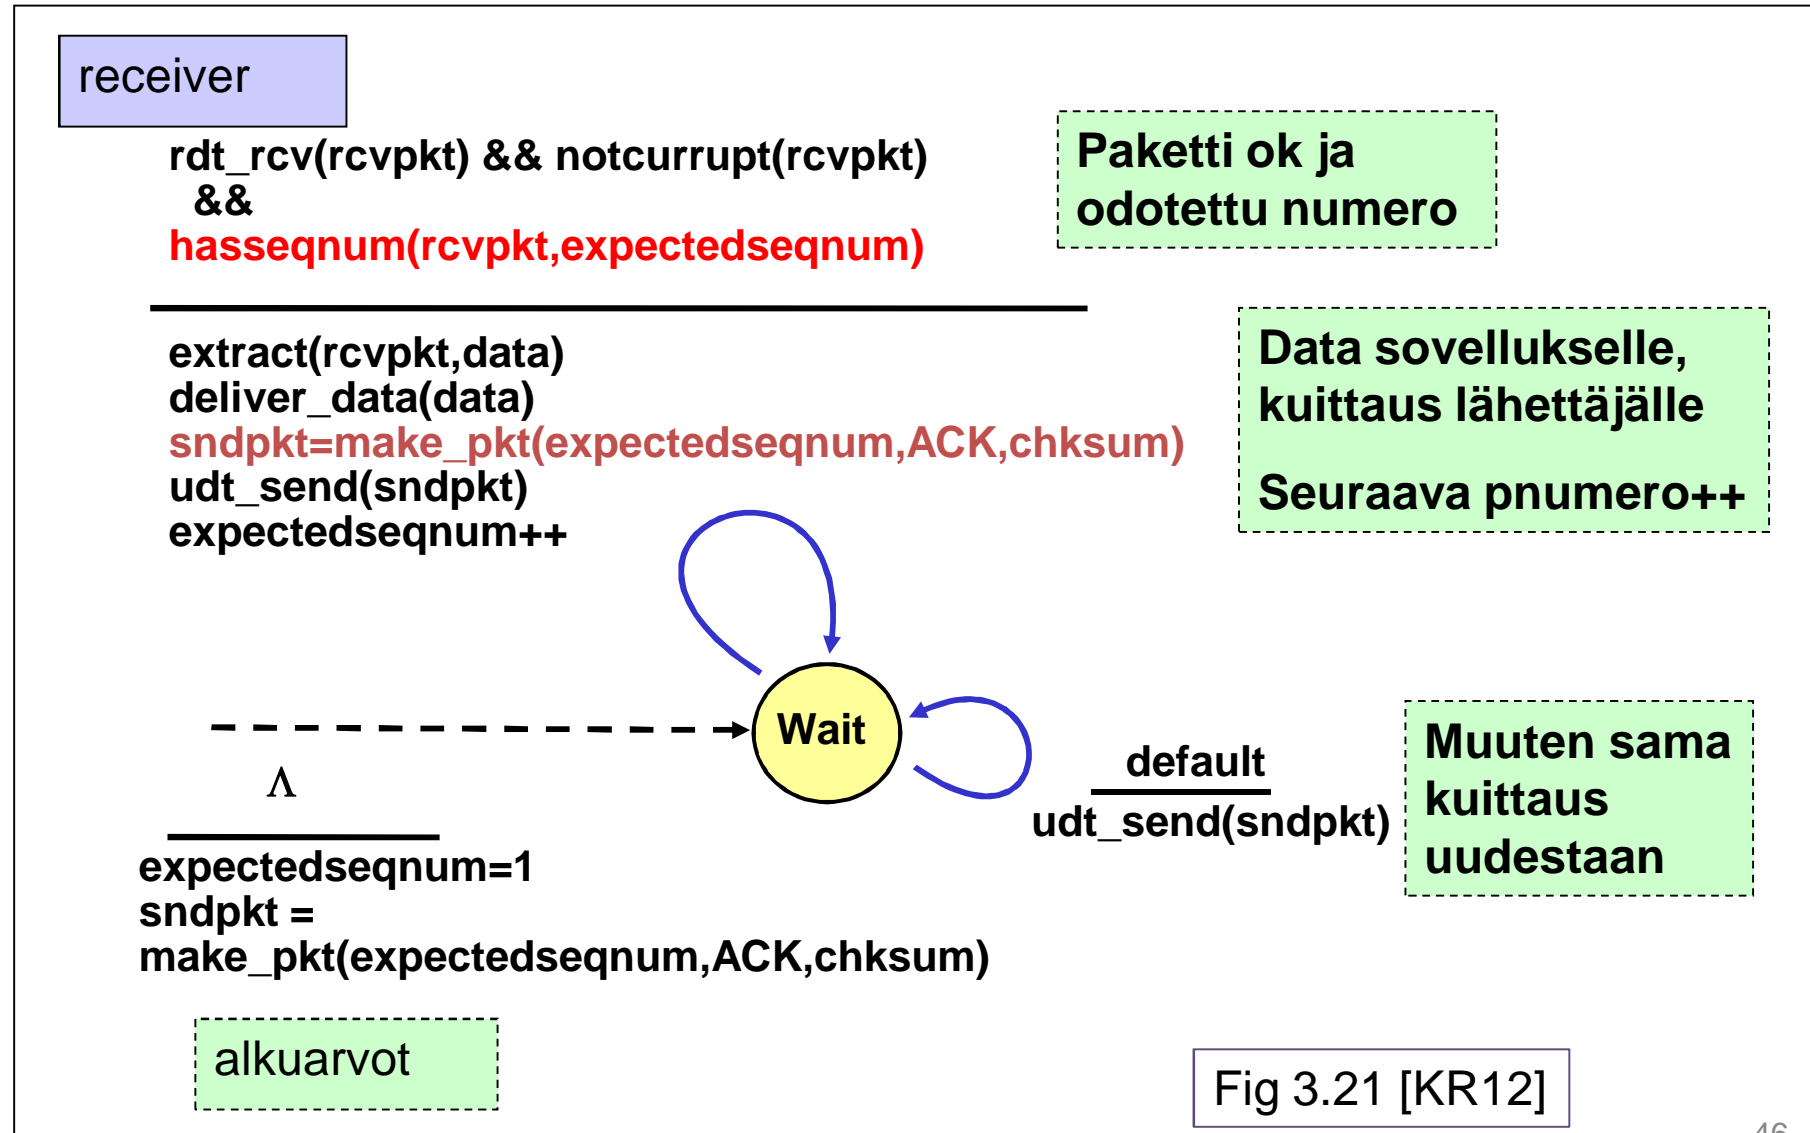 receiver
rdt_rcv(rcvpkt) && notcurrupt(rcvpkt)
&&
hasseqnum(rcvpkt,expectedseqnum)
Paketti ok ja
odotettu numero
extract(rcvpkt,data)
deliver_data(data)
sndpkt=make_pkt(expectedseqnum,ACK,chksum)
udt_send(sndpkt)
expectedseqnum++
Data sovellukselle,
kuittaus lähettäjälle
Seuraava pnumero++
Wait
default
udt_send(sndpkt)
Muuten sama
kuittaus
uudestaan
Λ
expectedseqnum=1
sndpkt =
make_pkt(expectedseqnum,ACK,chksum)
alkuarvot
Fig 3.21 [KR12]
46